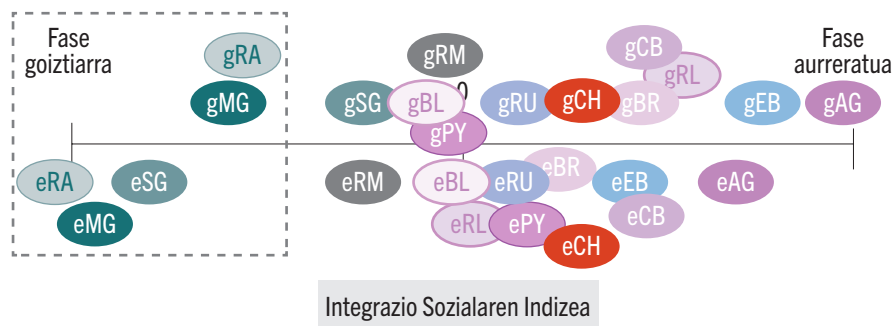 Fase
goiztiarra
Fase
aurreratua
gRA
gRM
gCB
gRL
gMG
gSG
gBL
0
gRU
gCH
gBR
gEB
gAG
gPY
eRA
eSG
eRM
eBL
eRU
eBR
eEB
eAG
eMG
eRL
ePY
eCB
eCH
Integrazio Sozialaren Indizea